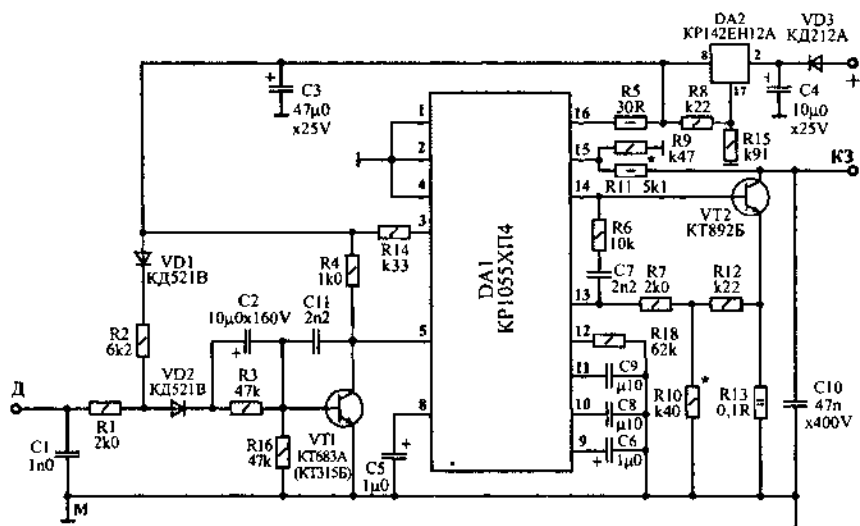 DA2
КР142ЕН12А
VD3
КД212А
8
2
17
+
C3
47μ0
x25V
+
R5
30R
R8
k22
C4
10μ0
x25V
+
+
1
2
4
3
5
8
16
15
14
13
12
11
10
9
R9
k47
*
R11 5k1
R15
k91
КЗ
VT2
КТ892Б
DA1
КР1055ХП4
R14
k33
R4
1k0
VD1
КД521В
R6
10k
C7
2n2
R7
2k0
R12
k22
C2
10μ0x160V
+
C11
2n2
R2
6k2
VD2
КД521В
R3
47k
R18
62k
C9
μ10
C8
μ10
C6
1μ0
+
R10
k40
*
R13
0,1R
C10
47n
x400V
Д
R1
2k0
C1
1n0
R16
47k
VT1
КТ683А
(КТ315Б)
C5
1μ0
+
М